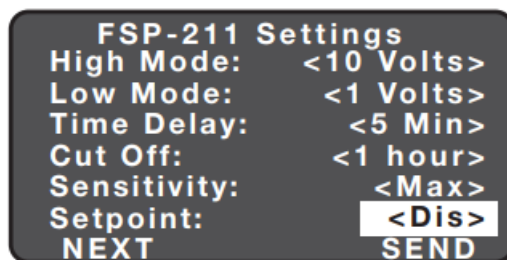 FSP-211 Settings
High Mode: <10 Volts>
Low Mode: <1 Volts>
Time Delay: <5 Min>
Cut Off: <1 hour>
Sensitivity: <Max>
Setpoint: <Dis>
NEXT SEND